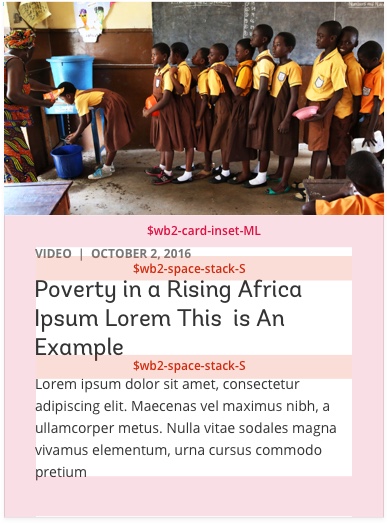 $wb2-card-inset-ML
VIDEO | OCTOBER 2, 2016
$wb2-space-stack-S
Poverty in a Rising Africa
Ipsum Lorem This is An
Example
$wb2-space-stack-S
Lorem ipsum dolor sit amet, consectetur
adipiscing elit. Maecenas vel maximus nibh, a
ullamcorper metus. Nulla vitae sodales magna
vivamus elementum, urna cursus commodo
pretium